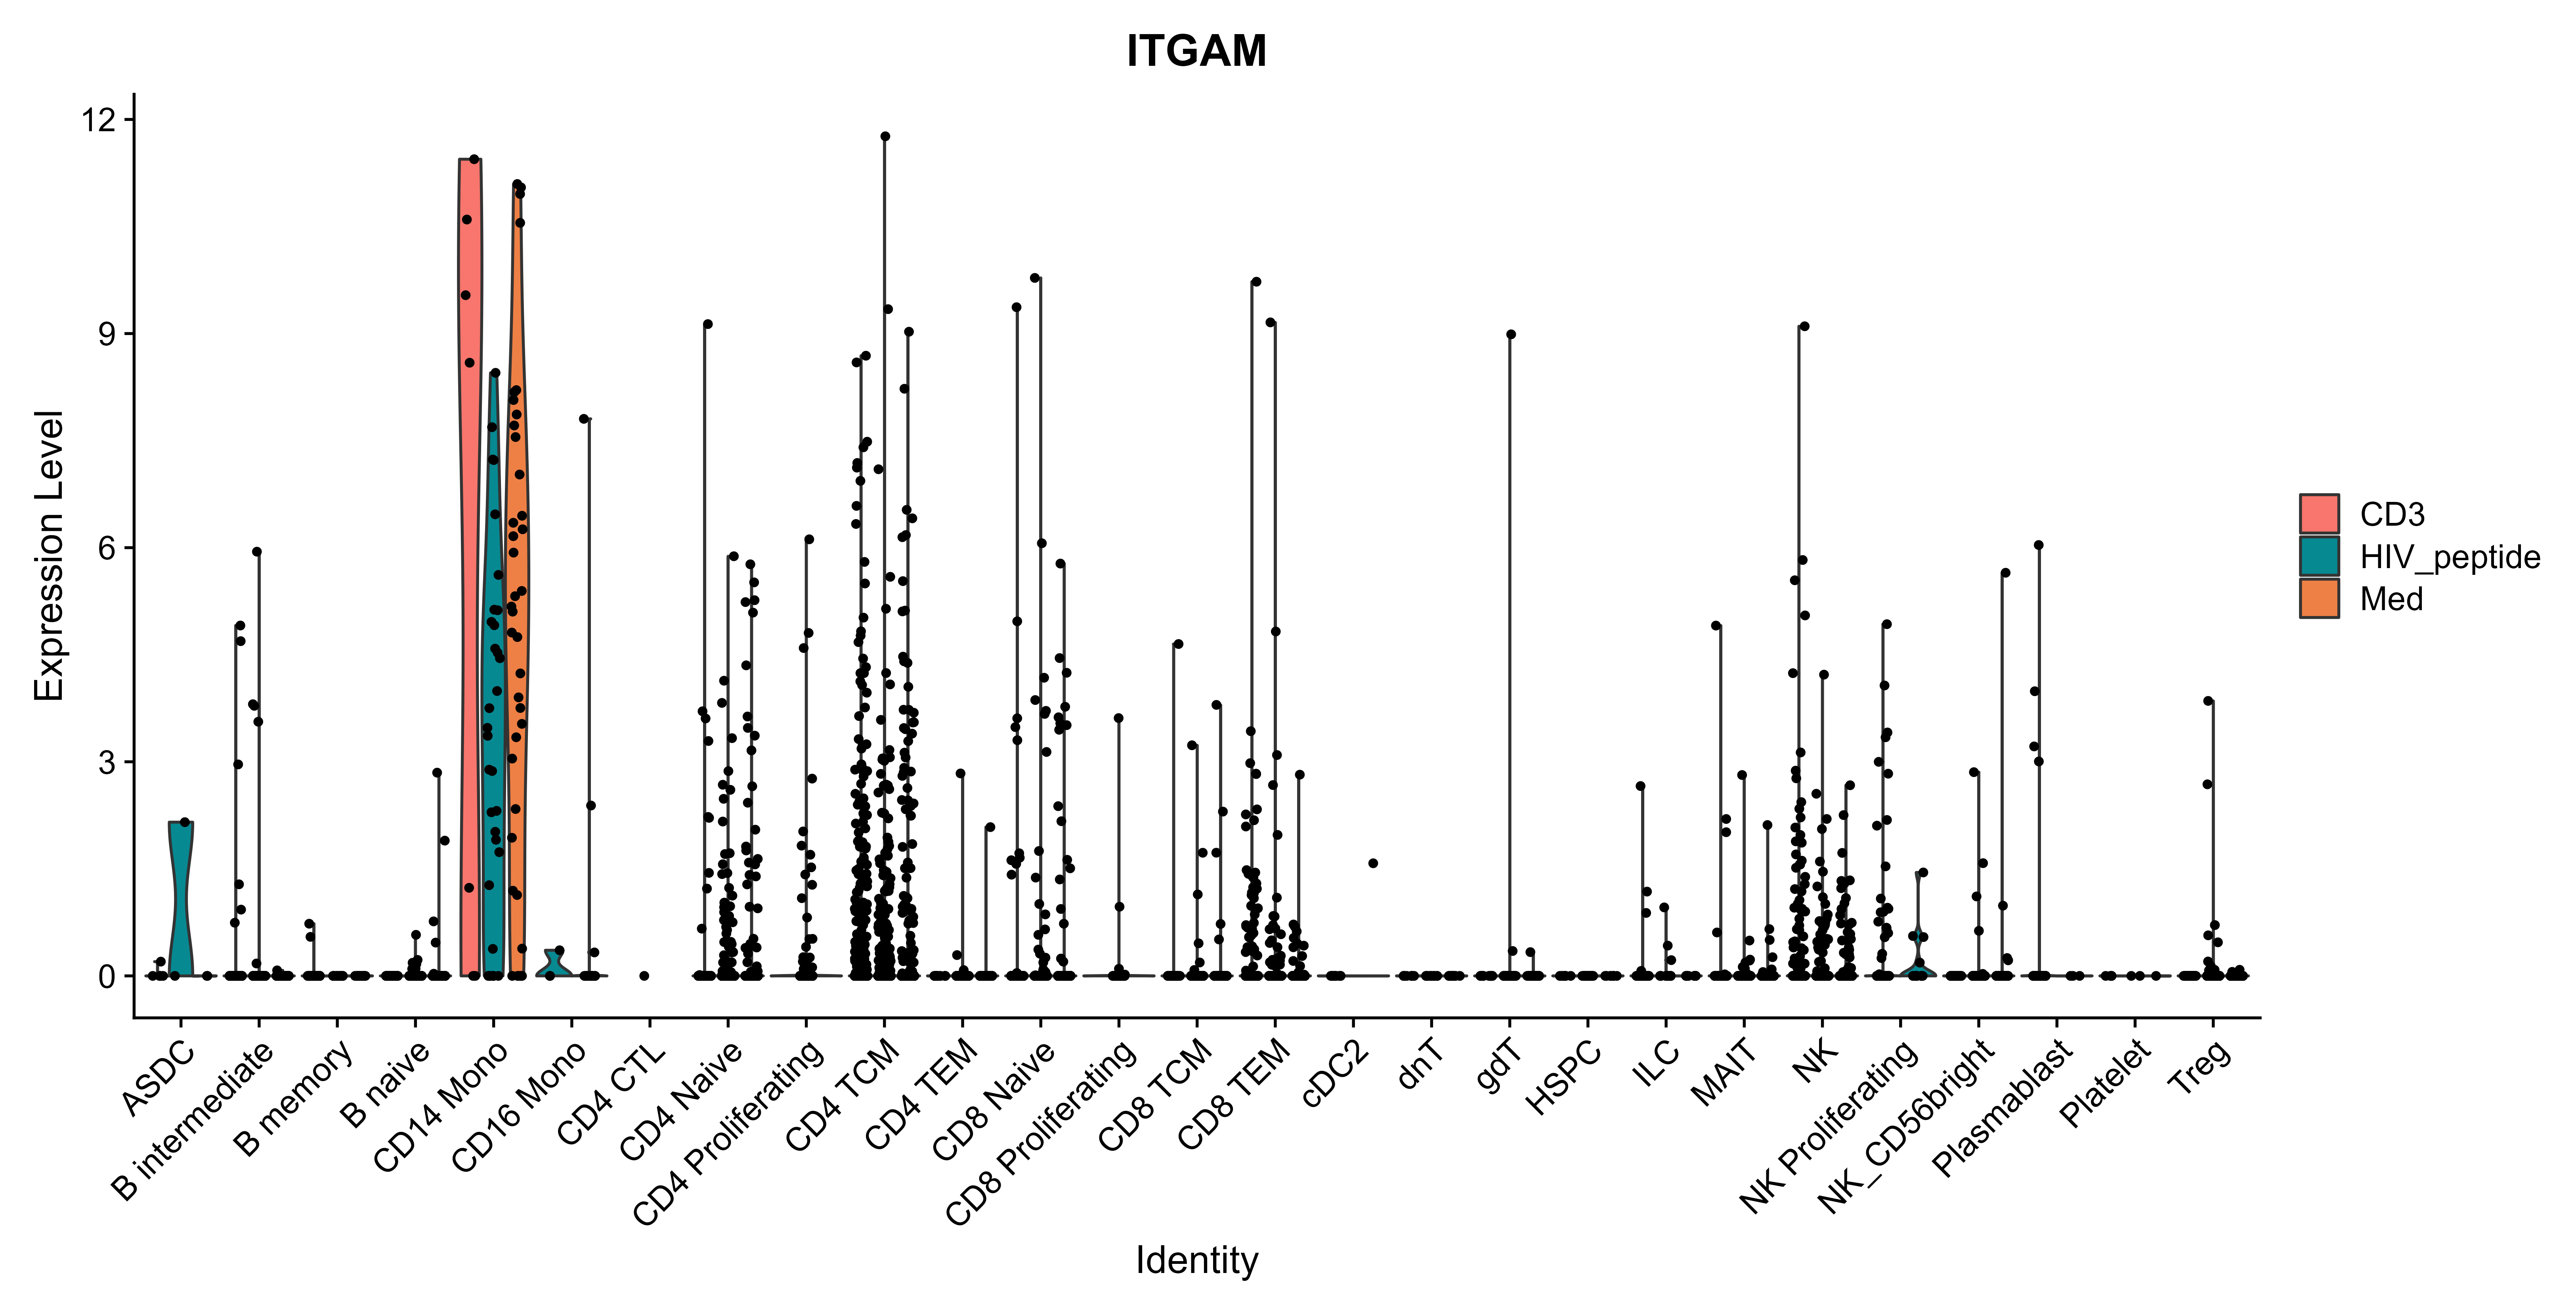 ITGAM
Expression Level
12
9
6
3
0
ASDC
B intermediate
B memory
B naive
CD14 Mono
CD16 Mono
CD4 CTL
CD4 Naive
CD4 Proliferating
CD4 TCM
CD4 TEM
CD8 Naive
CD8 Proliferating
CD8 TCM
CD8 TEM
cDC2
dnT
gdT
HSPC
ILC
MAIT
NK
NK Proliferating
NK_CD56bright
Plasmablast
Platelet
Treg
Identity
CD3
HIV_peptide
Med